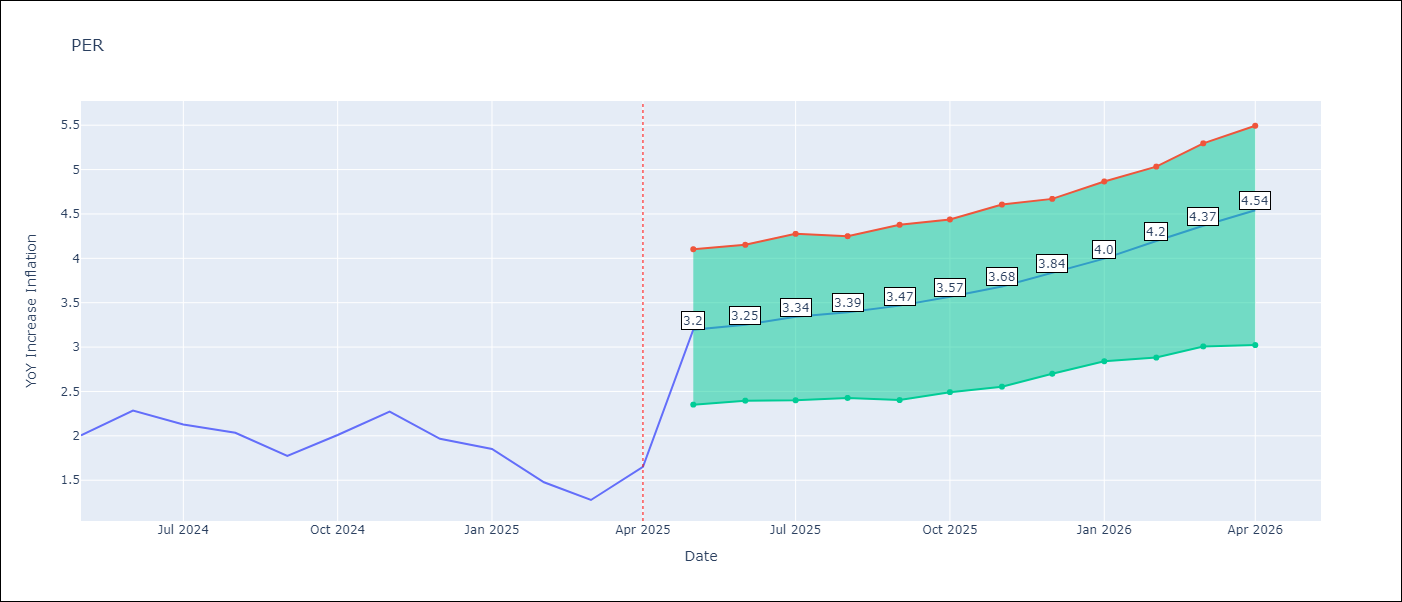 PER
YoY Increase Inflation
5.5
5
4.5
4
3.5
3
2.5
2
1.5
3.2
3.25
3.34
3.39
3.47
3.57
3.68
3.84
4.0
4.2
4.37
4.54
Jul 2024
Oct 2024
Jan 2025
Apr 2025
Jul 2025
Oct 2025
Jan 2026
Apr 2026
Date